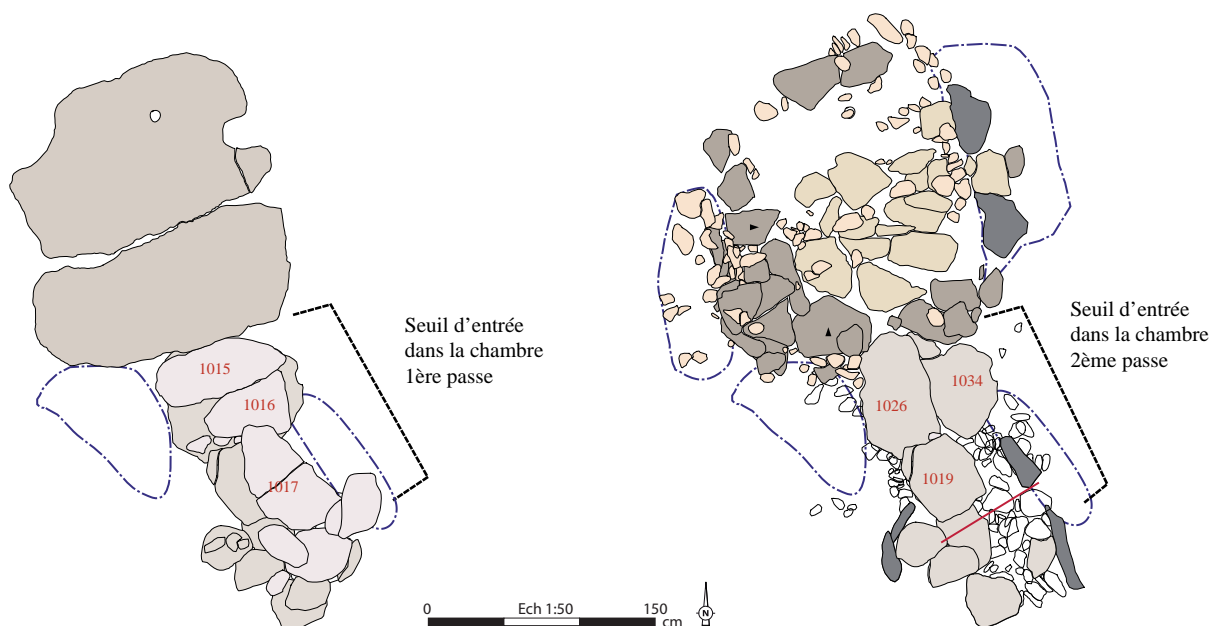 1015
1016
1017
Seuil d'entrée
dans la chambre
1ère passe
1026
1034
1019
Seuil d'entrée
dans la chambre
2ème passe
0 Ech 1:50 150
cm
N